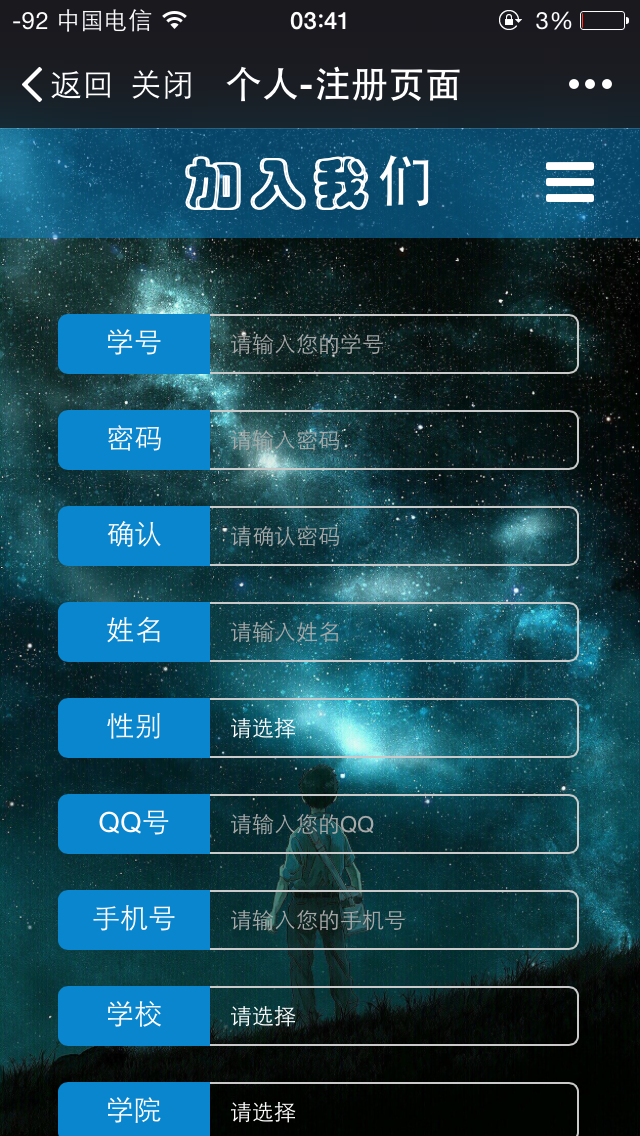 -92 中国电信 03:41 3%
返回 关闭 个人-注册页面
加入我们
学号 请输入您的学号
密码 请输入密码
确认 请确认密码
姓名 请输入姓名
性别 请选择
QQ号 请输入您的QQ
手机号 请输入您的手机号
学校 请选择
学院 请选择